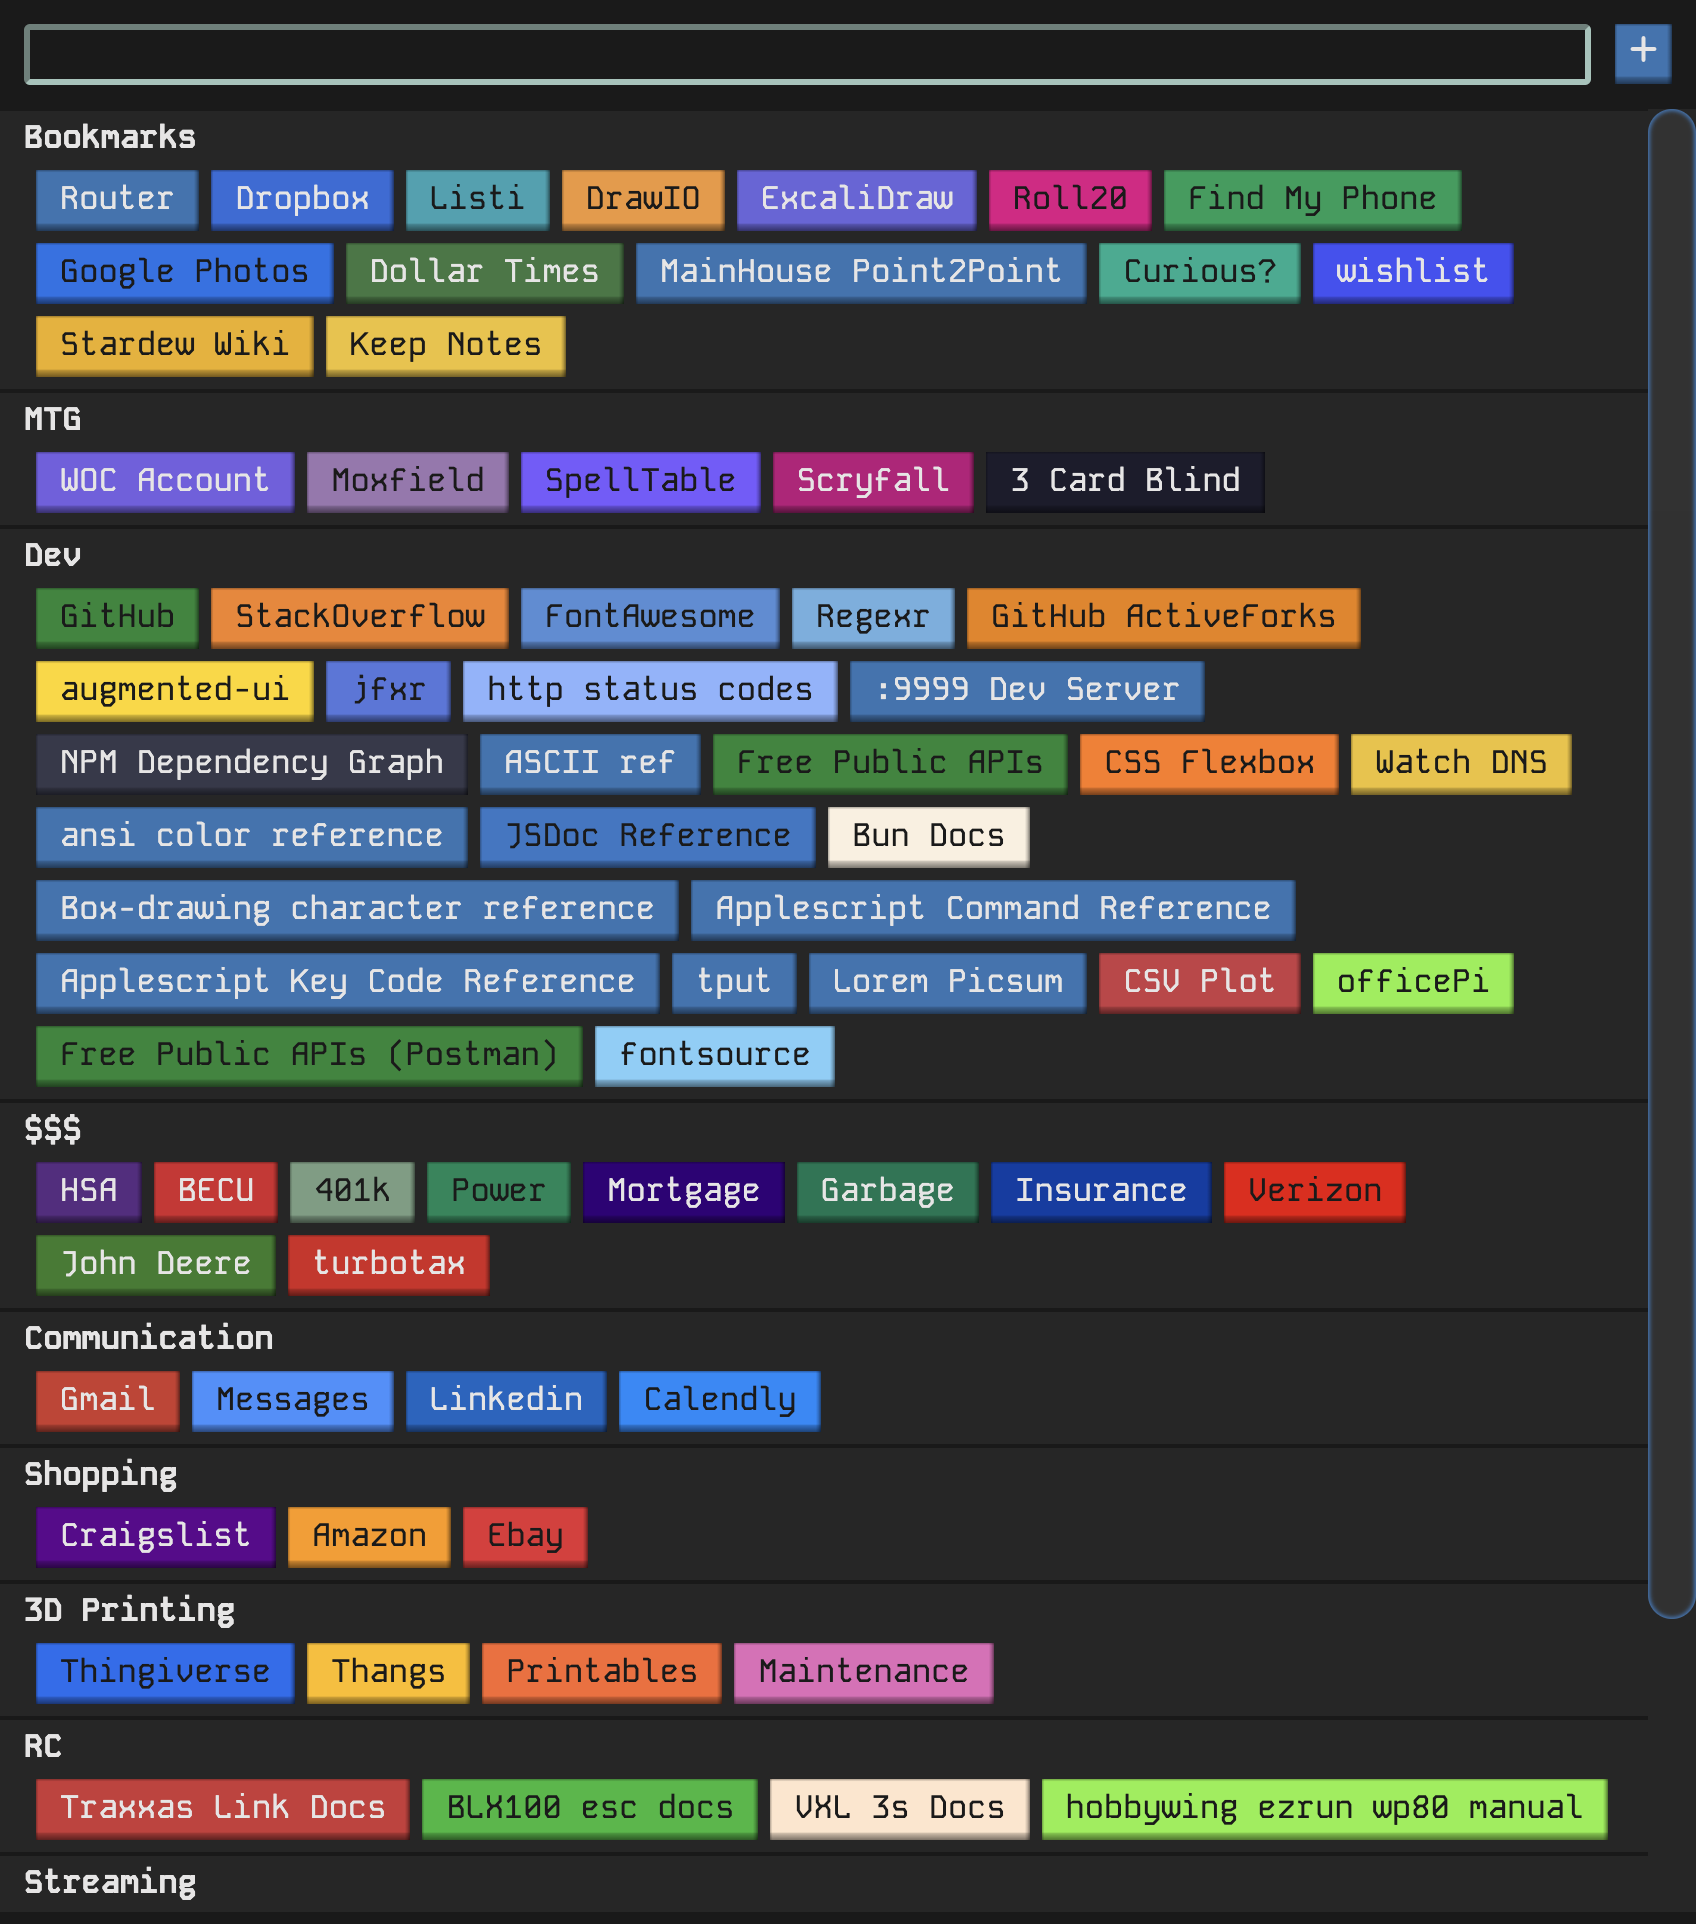 +
Bookmarks
Router Dropbox Listi DrawIO ExcaliDraw Roll20 Find My Phone
Google Photos Dollar Times MainHouse Point2Point Curious? wishlist
Stardew Wiki Keep Notes
MTG
WOC Account Moxfield SpellTable Scryfall 3 Card Blind
Dev
GitHub StackOverflow FontAwesome Regexr GitHub ActiveForks
augmented-ui jfxr http status codes :9999 Dev Server
NPM Dependency Graph ASCII ref Free Public APIs CSS Flexbox Watch DNS
ansi color reference JSDoc Reference Bun Docs
Box-drawing character reference Applescript Command Reference
Applescript Key Code Reference tput Lorem Picsum CSV Plot officePi
Free Public APIs (Postman) fontsource
$$$
HSA BECU 401k Power Mortgage Garbage Insurance Verizon
John Deere turbotax
Communication
Gmail Messages Linkedin Calendly
Shopping
Craigslist Amazon Ebay
3D Printing
Thingiverse Thangs Printables Maintenance
RC
Traxxas Link Docs BLX100 esc docs VXL 3s Docs hobbywing ezrun wp80 manual
Streaming